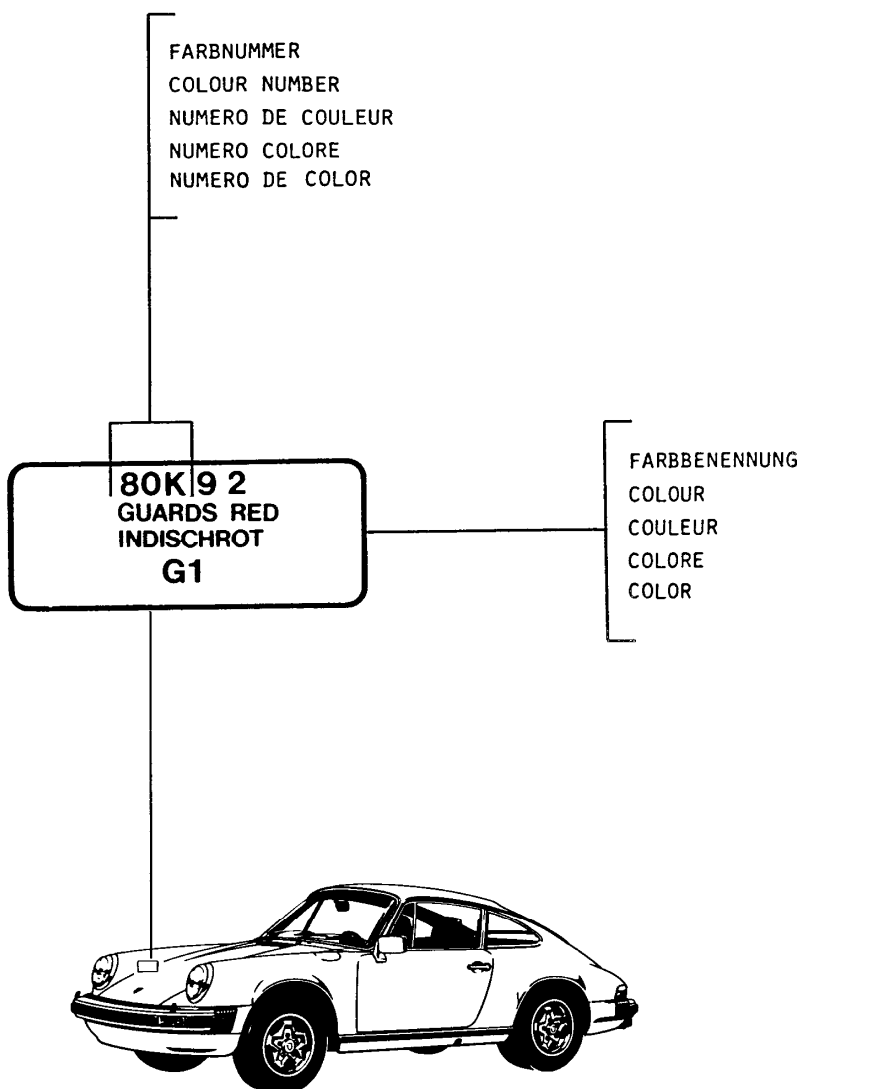 FARBNUMMER
COLOUR NUMBER
NUMERO DE COULEUR
NUMERO COLORE
NUMERO DE COLOR
80K 9 2
GUARDS RED
INDISCHROT
G1
FARBBENENNUNG
COLOUR
COULEUR
COLORE
COLOR